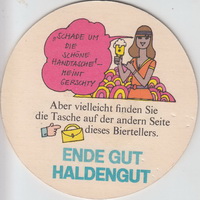 „SCHADE UM
DIE
SCHÖNE
HANDTASCHE“ –
MEINT
GERSCHTY
Aber vielleicht finden Sie
die Tasche auf der andern Seite
dieses Biertellers.
ENDE GUT
HALDENGUT